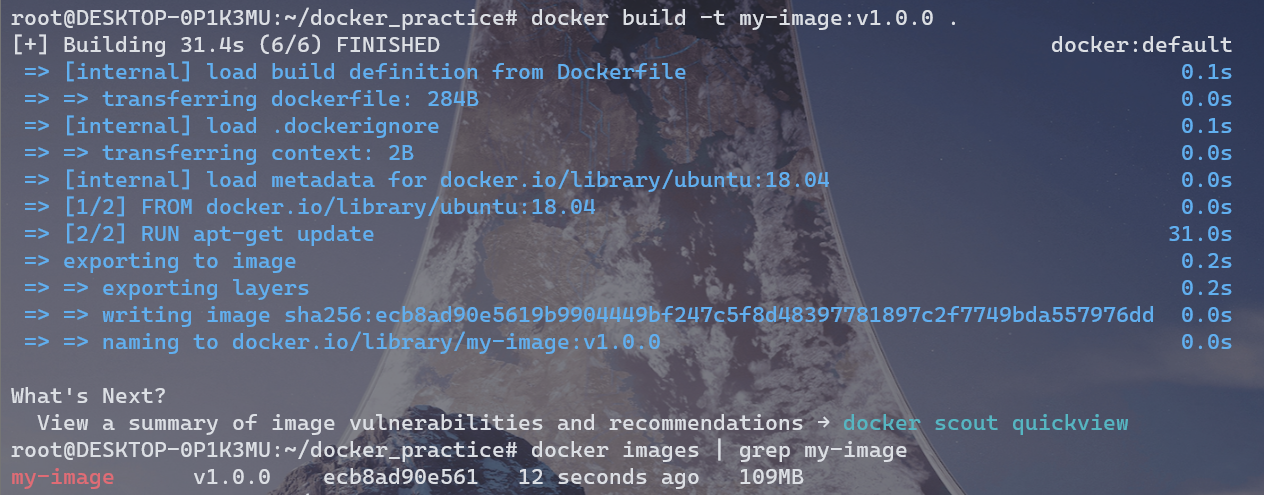 root@DESKTOP-0P1K3MU:~/docker_practice# docker build -t my-image:v1.0.0 .
[+] Building 31.4s (6/6) FINISHED docker:default
=> [internal] load build definition from Dockerfile 0.1s
=> => transferring dockerfile: 284B 0.0s
=> [internal] load .dockerignore 0.1s
=> => transferring context: 2B 0.0s
=> [internal] load metadata for docker.io/library/ubuntu:18.04 0.0s
=> [1/2] FROM docker.io/library/ubuntu:18.04 0.0s
=> [2/2] RUN apt-get update 31.0s
=> exporting to image 0.2s
=> => exporting layers 0.2s
=> => writing image sha256:ecb8ad90e5619b9904449bf247c5f8d48397781897c2f7749bda557976dd 0.0s
=> => naming to docker.io/library/my-image:v1.0.0 0.0s
What's Next?
View a summary of image vulnerabilities and recommendations → docker scout quickview
root@DESKTOP-0P1K3MU:~/docker_practice# docker images | grep my-image
my-image v1.0.0 ecb8ad90e561 12 seconds ago 109MB